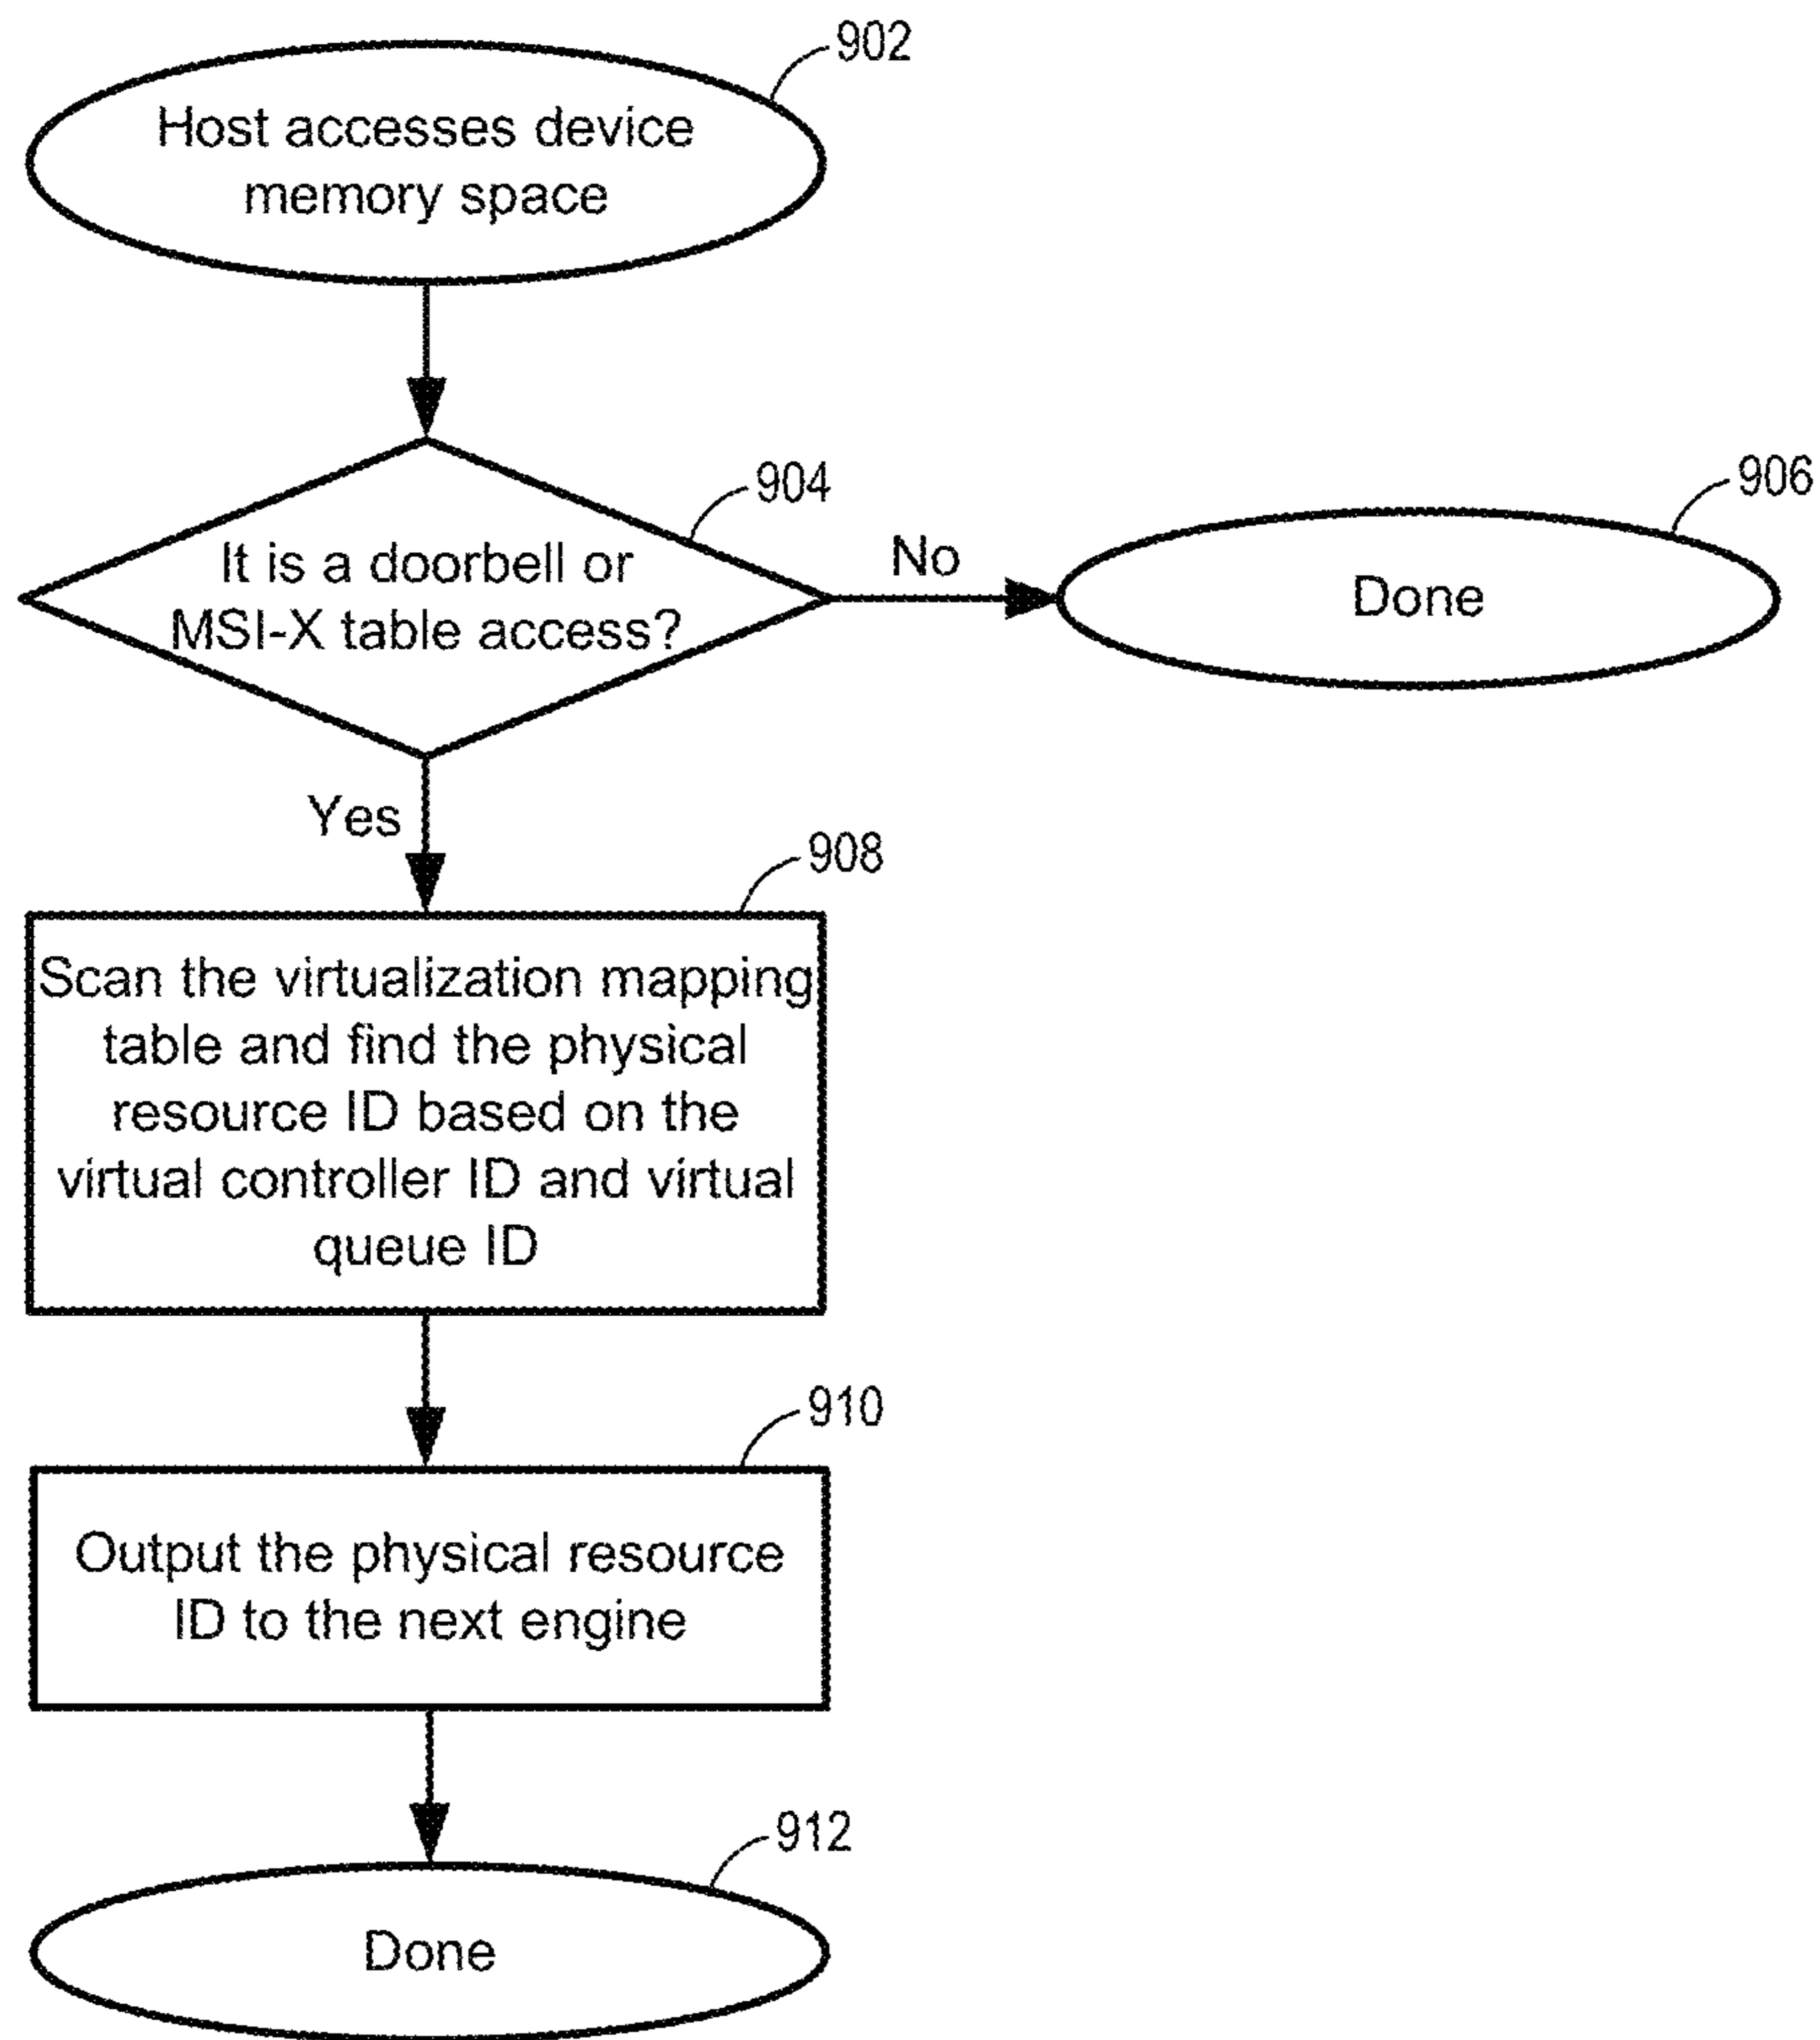 902
Host accesses device
memory space
904
It is a doorbell or
MSI-X table access?
No
906
Done
Yes
908
Scan the virtualization mapping
table and find the physical
resource ID based on the
virtual controller ID and virtual
queue ID
910
Output the physical resource
ID to the next engine
912
Done